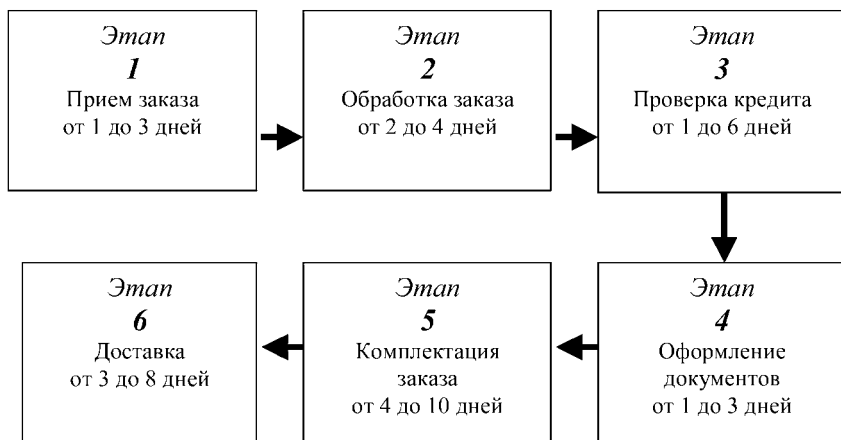 Этап
1
Прием заказа
от 1 до 3 дней
Этап
2
Обработка заказа
от 2 до 4 дней
Этап
3
Проверка кредита
от 1 до 6 дней
Этап
4
Оформление
документов
от 1 до 3 дней
Этап
5
Комплектация
заказа
от 4 до 10 дней
Этап
6
Доставка
от 3 до 8 дней